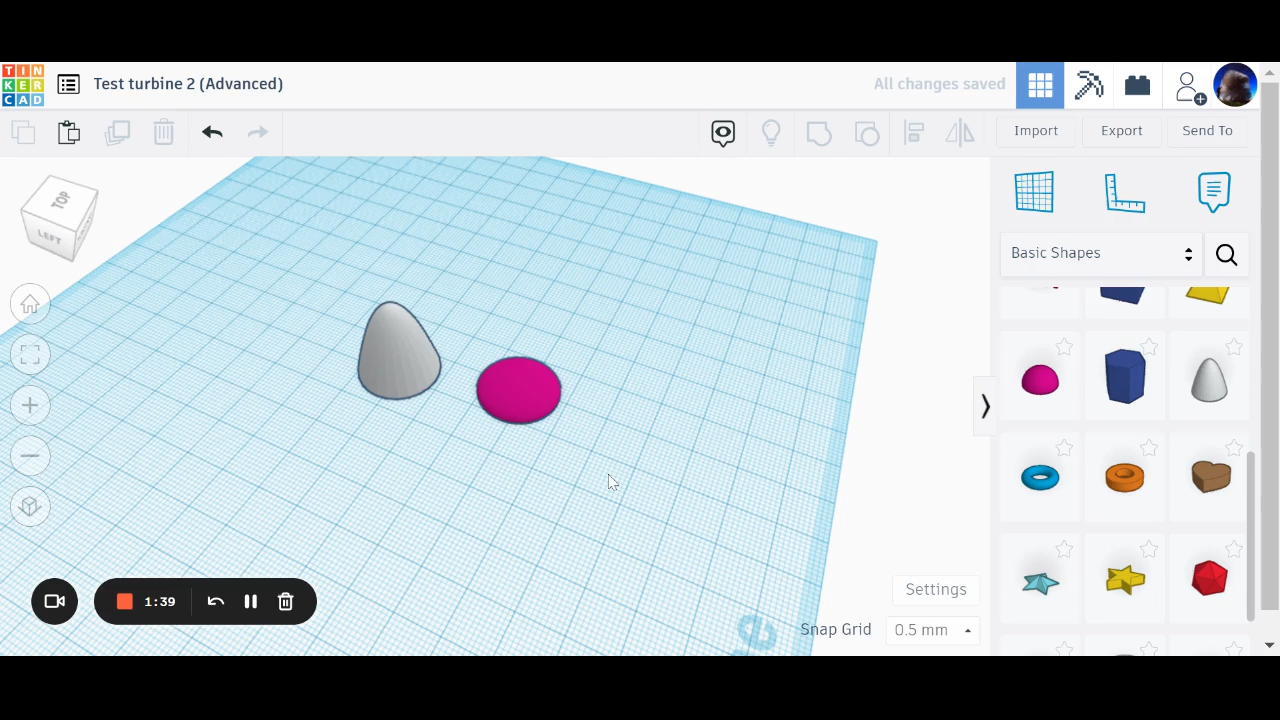 TIN
KER
CAD
Test turbine 2 (Advanced)
All changes saved
Import
Export
Send To
TOP
LEFT
Basic Shapes
1:39
Settings
Snap Grid
0.5 mm